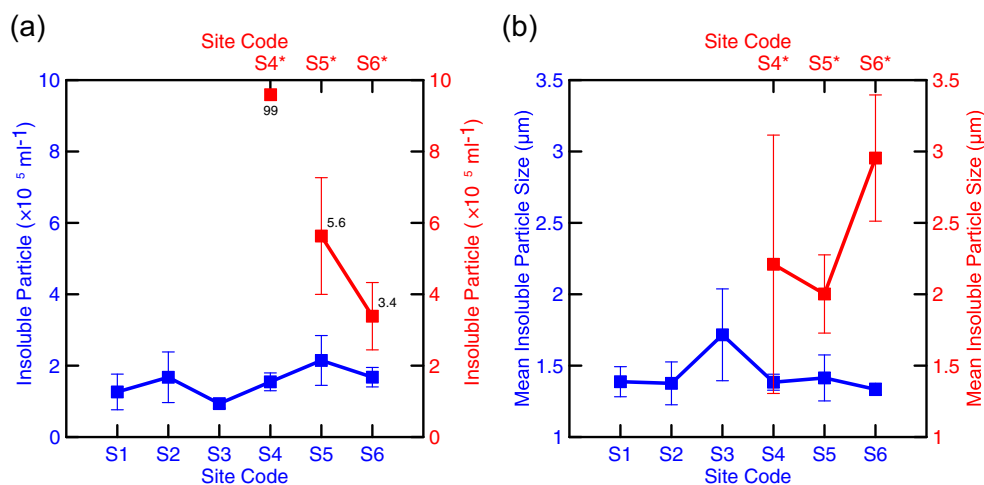 (a)
Site Code
S4* S5* S6*
10
8
6
4
2
0
Insoluble Particle (×10 5 ml-1)
99
5.6
3.4
10
8
6
4
2
0
Insoluble Particle (×10 5 ml-1)
S1 S2 S3 S4 S5 S6
Site Code
(b)
Site Code
S4* S5* S6*
3.5
3
2.5
2
1.5
1
Mean Insoluble Particle Size (µm)
3.5
3
2.5
2
1.5
1
Mean Insoluble Particle Size (µm)
S1 S2 S3 S4 S5 S6
Site Code